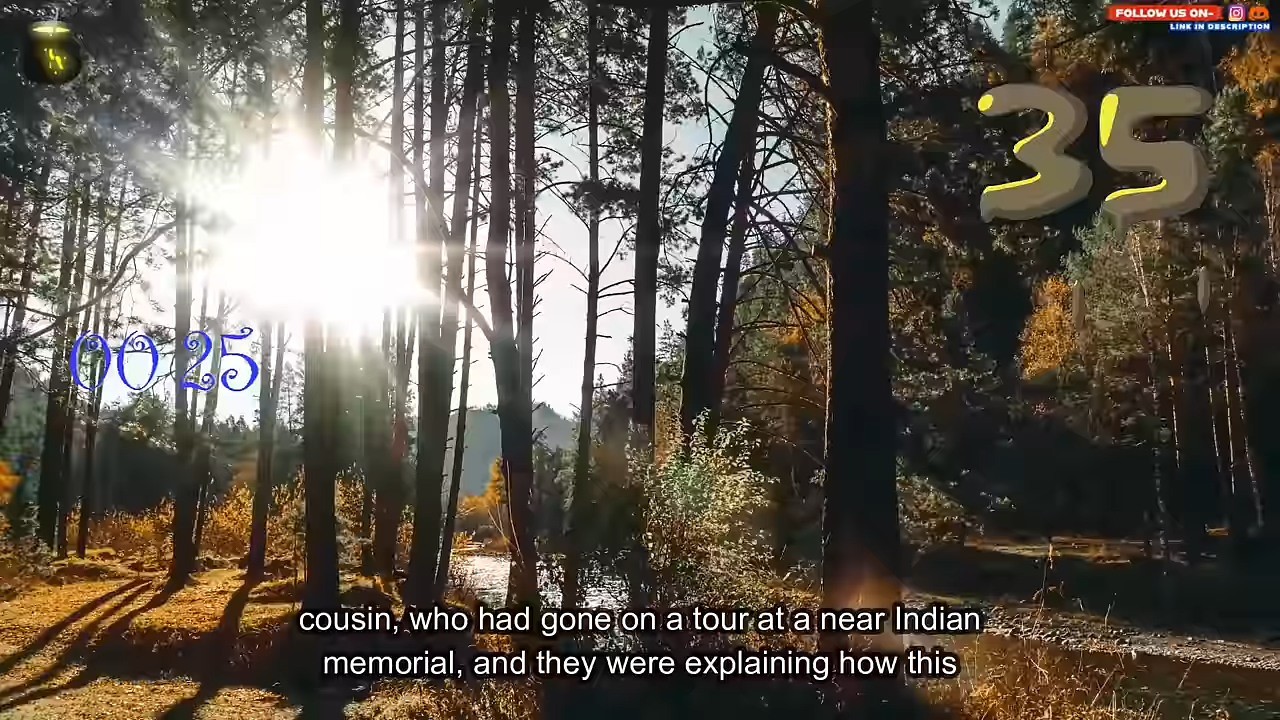 FOLLOW US ON-
LINK IN DESCRIPTION
35
00 25
cousin, who had gone on a tour at a near Indian
memorial, and they were explaining how this